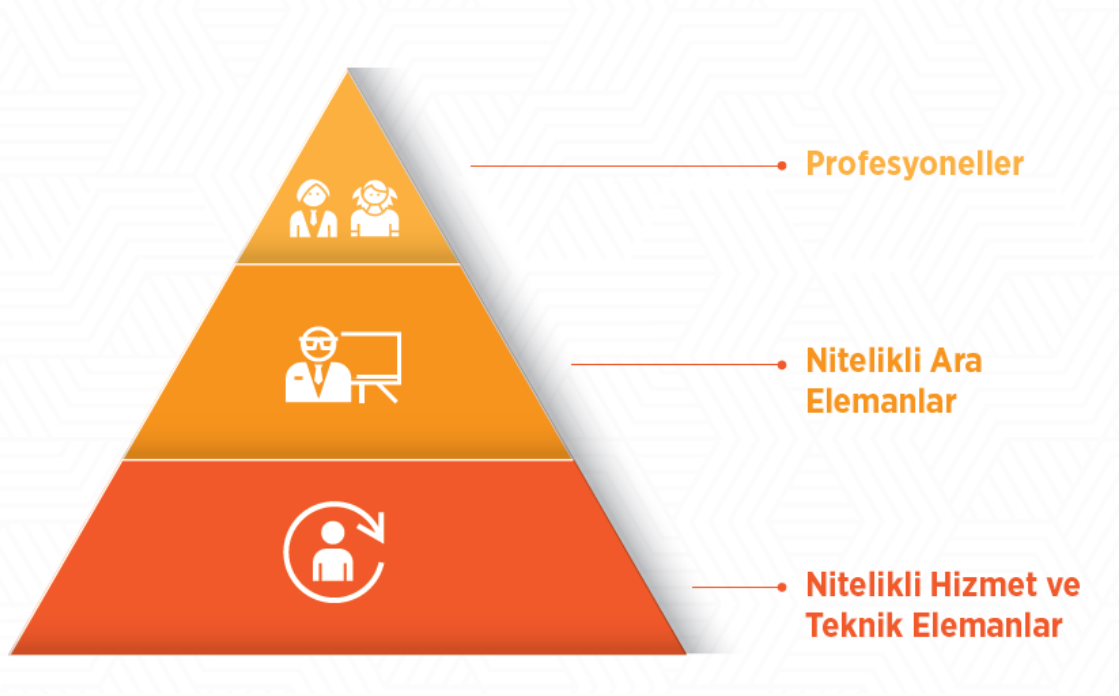 Profesyoneller
Nitelikli Ara
Elemanlar
Nitelikli Hizmet ve
Teknik Elemanlar